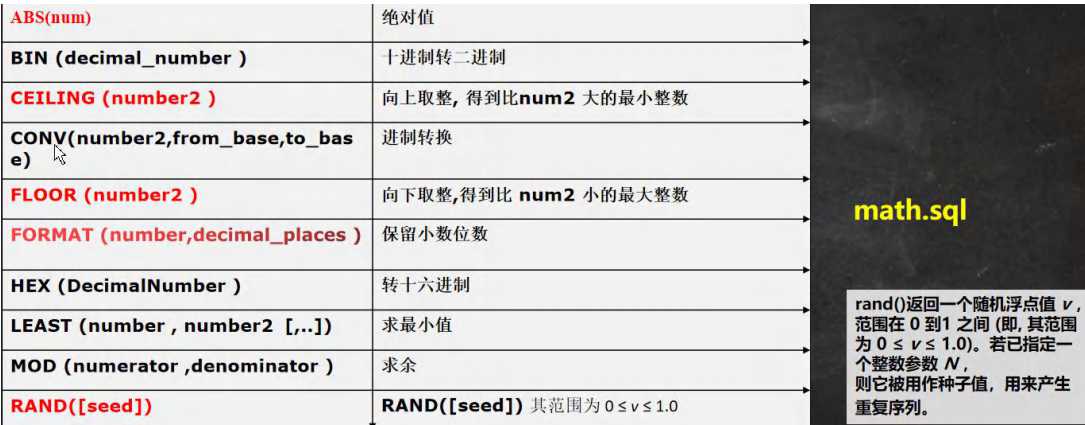 ABS(num) 绝对值
BIN (decimal_number ) 十进制转二进制
CEILING (number2 ) 向上取整, 得到比num2 大的最小整数
CONV(number2,from_base,to_bas
e) 进制转换
FLOOR (number2 ) 向下取整,得到比 num2 小的最大整数
FORMAT (number,decimal_places ) 保留小数位数
HEX (DecimalNumber ) 转十六进制
LEAST (number , number2 [,..]) 求最小值
MOD (numerator ,denominator ) 求余
RAND([seed]) RAND([seed]) 其范围为 0 ≤ v ≤ 1.0
math.sql
rand()返回一个随机浮点值 v ,
范围在 0 到1 之间 (即, 其范围
为 0 ≤ v ≤ 1.0)。若已指定一
个整数参数 N ,
则它被用作种子值，用来产生
重复序列。